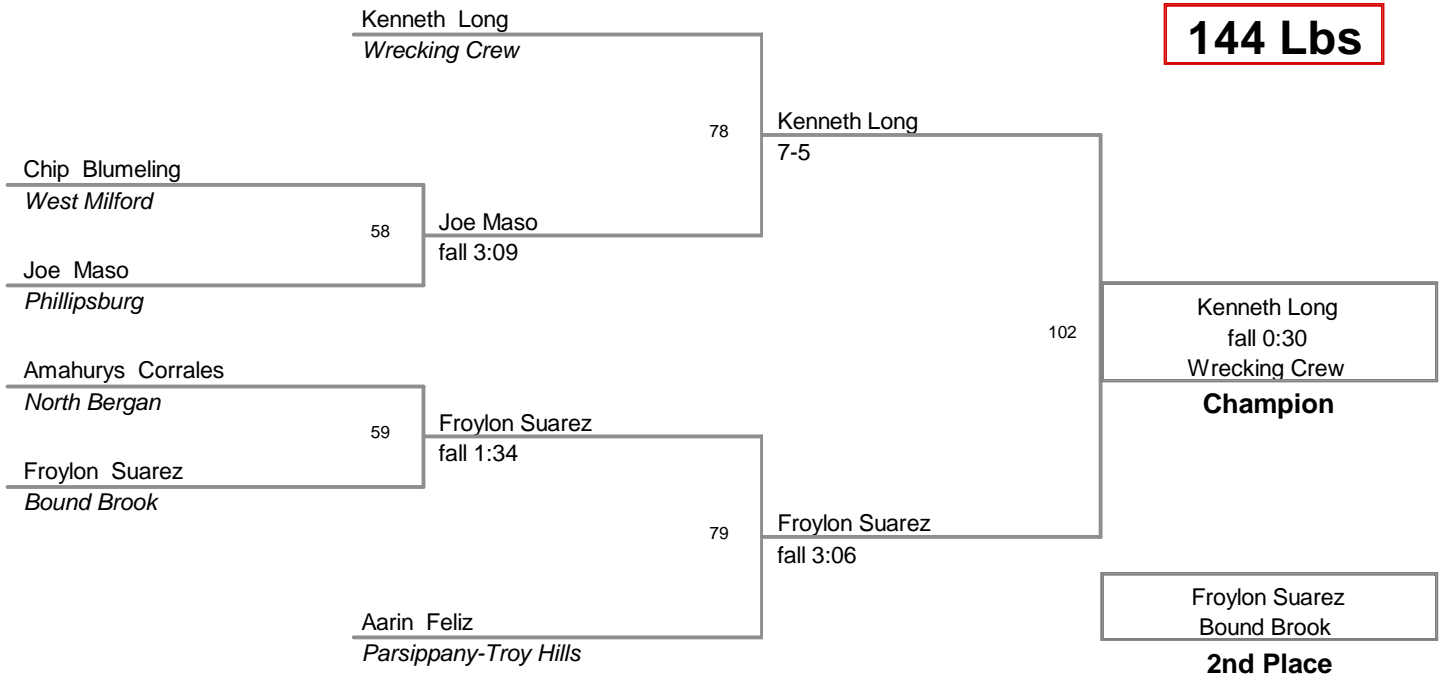 Kenneth Long
Wrecking Crew
144 Lbs
78
Kenneth Long
7-5
Chip Blumeling
West Milford
58
Joe Maso
fall 3:09
Joe Maso
Phillipsburg
102
Kenneth Long
fall 0:30
Wrecking Crew
Champion
Amahurys Corrales
North Bergan
59
Froylon Suarez
fall 1:34
Froylon Suarez
Bound Brook
79
Froylon Suarez
fall 3:06
Aarin Feliz
Parsippany-Troy Hills
Froylon Suarez
Bound Brook
2nd Place